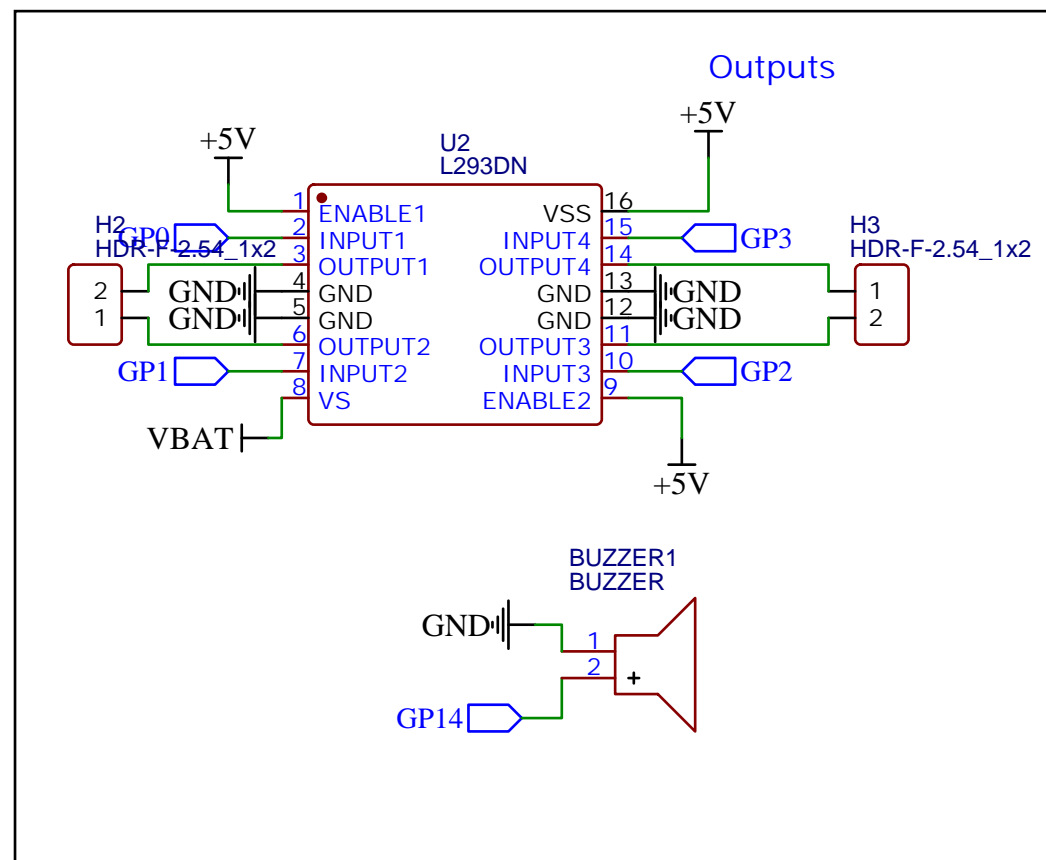 Outputs
+5V
+5V
U2
L293DN
1
ENABLE1
2
INPUT1
3
OUTPUT1
4
GND
5
GND
6
OUTPUT2
7
INPUT2
8
VS
16
VSS
15
INPUT4
14
OUTPUT4
13
GND
12
GND
11
OUTPUT3
10
INPUT3
9
ENABLE2
H2
HDR-F-2.54_1x2
GP0
2
1
GND
GND
GP1
VBAT
GP3
H3
HDR-F-2.54_1x2
1
2
GND
GND
GP2
+5V
BUZZER1
BUZZER
GND
1
2
+
GP14